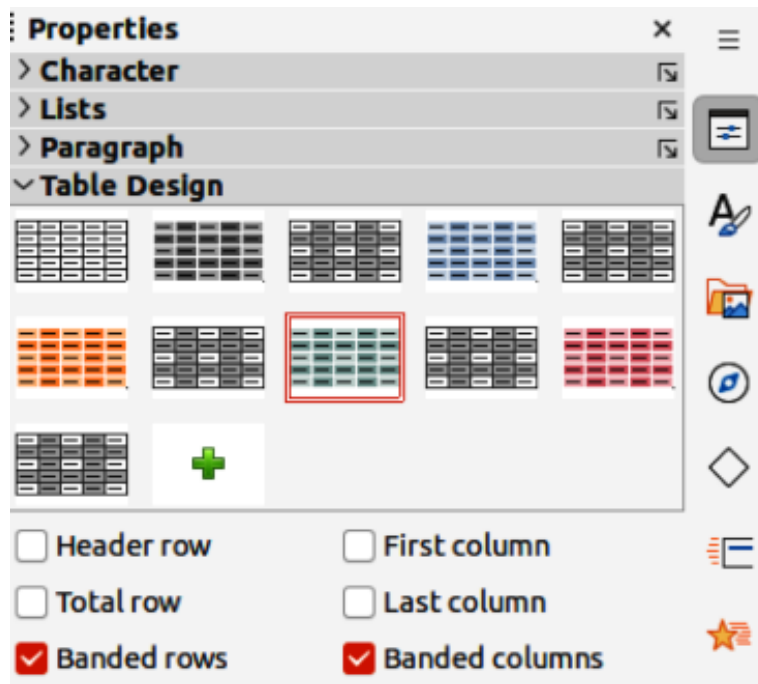 Properties
Character
Lists
Paragraph
Table Design
Header row
First column
Total row
Last column
Banded rows
Banded columns